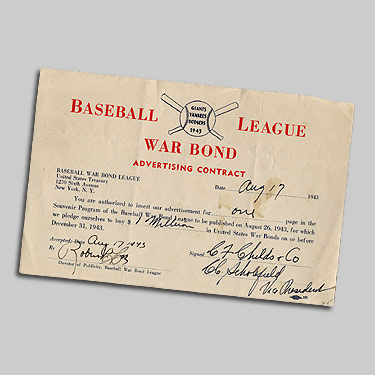 GIANTS
YANKEES
DODGERS
1943
BASEBALL LEAGUE
WAR BOND
ADVERTISING CONTRACT
BASEBALL WAR BOND LEAGUE
United States Treasury
1270 Sixth Avenue
New York, N. Y.
Date Aug 17 1943
You are authorized to insert our advertisement for one page in the
Souvenir Program of the Baseball War Bond League to be published on August 26, 1943, for which
we pledge ourselves to buy $ 1 Million in United States War Bonds on or before
December 31, 1943.
Accepted: Date Aug 17 1943
Signed C F Childs & Co
By
Director of Publicity, Baseball War Bond League
Vice President